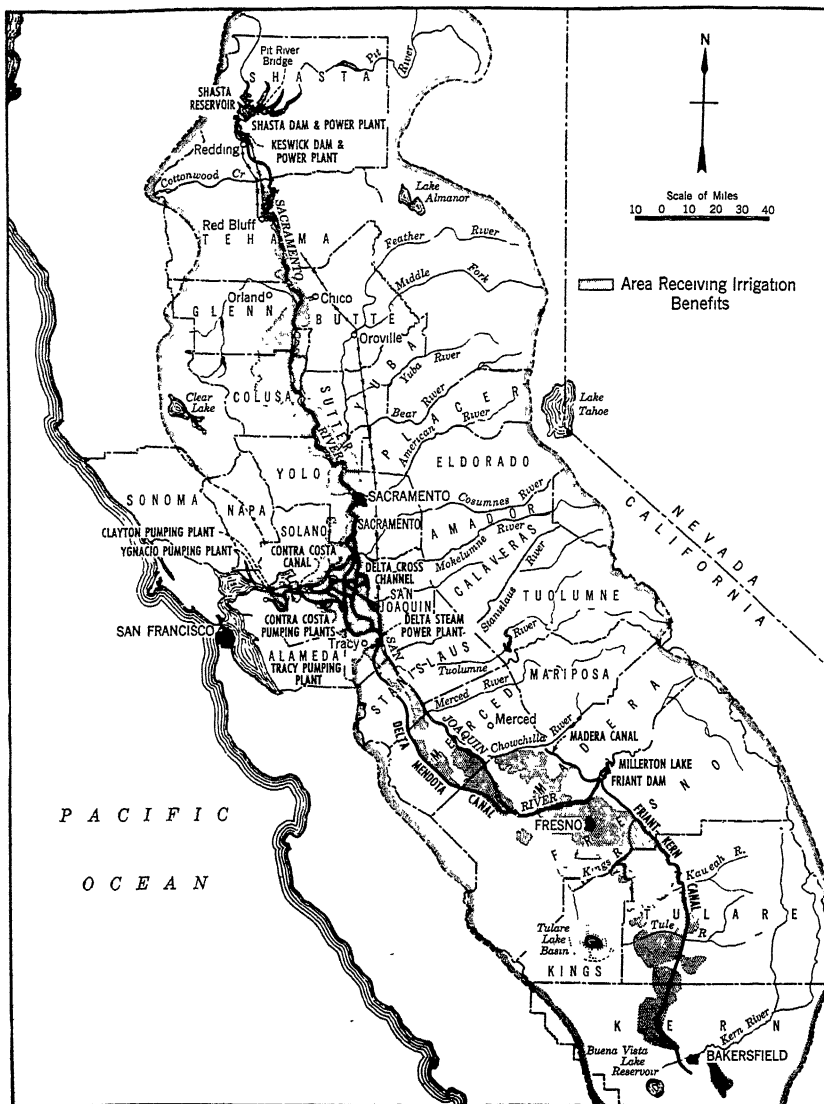 Pit River
Bridge
Pit
River
SHASTA
SHASTA
RESERVOIR
SHASTA DAM & POWER PLANT
KESWICK DAM &
POWER PLANT
Redding
Cottonwood Cr
N
Scale of Miles
10 0 10 20 30 40
Area Receiving Irrigation
Benefits
Lake
Almanor
SACRAMENTO
RIVER
Red Bluff
TEHAMA
Feather River
Middle Fork
Orland
Chico
GLENN
BUTTE
Oroville
YUBA
Yuba River
Clear
Lake
COLUSA
SUTTER
Bear River
PLACER
American River
Lake
Tahoe
YOLO
ELDORADO
NEVADA
CALIFORNIA
SONOMA
NAPA
SACRAMENTO
Cosumnes River
SOLANO
SACRAMENTO
AMADOR
Mokelumne River
CLAYTON PUMPING PLANT
YGNACIO PUMPING PLANT
CONTRA COSTA
CANAL
DELTA CROSS
CHANNEL
CALAVERAS
Stanislaus River
SAN
JOAQUIN
TUOLUMNE
CONTRA COSTA
PUMPING PLANTS
DELTA STEAM
POWER PLANT
SAN FRANCISCO
ALAMEDA
Tracy
TRACY PUMPING
PLANT
STANISLAUS
Tuolumne
River
SAN
JOAQUIN
RIVER
Merced River
MARIPOSA
MERCED
Merced
Chowchilla River
MADERA CANAL
MADERA
DELTA
MENDOTA
CANAL
MILLERTON LAKE
FRIANT DAM
FRESNO
FRESNO
FRIANT-KERN
CANAL
PACIFIC
OCEAN
Kings R
Kaweah R.
TULARE
Tule R
Tulare
Lake
Basin
KINGS
KERN
Kern River
Buena Vista
Lake
Reservoir
BAKERSFIELD